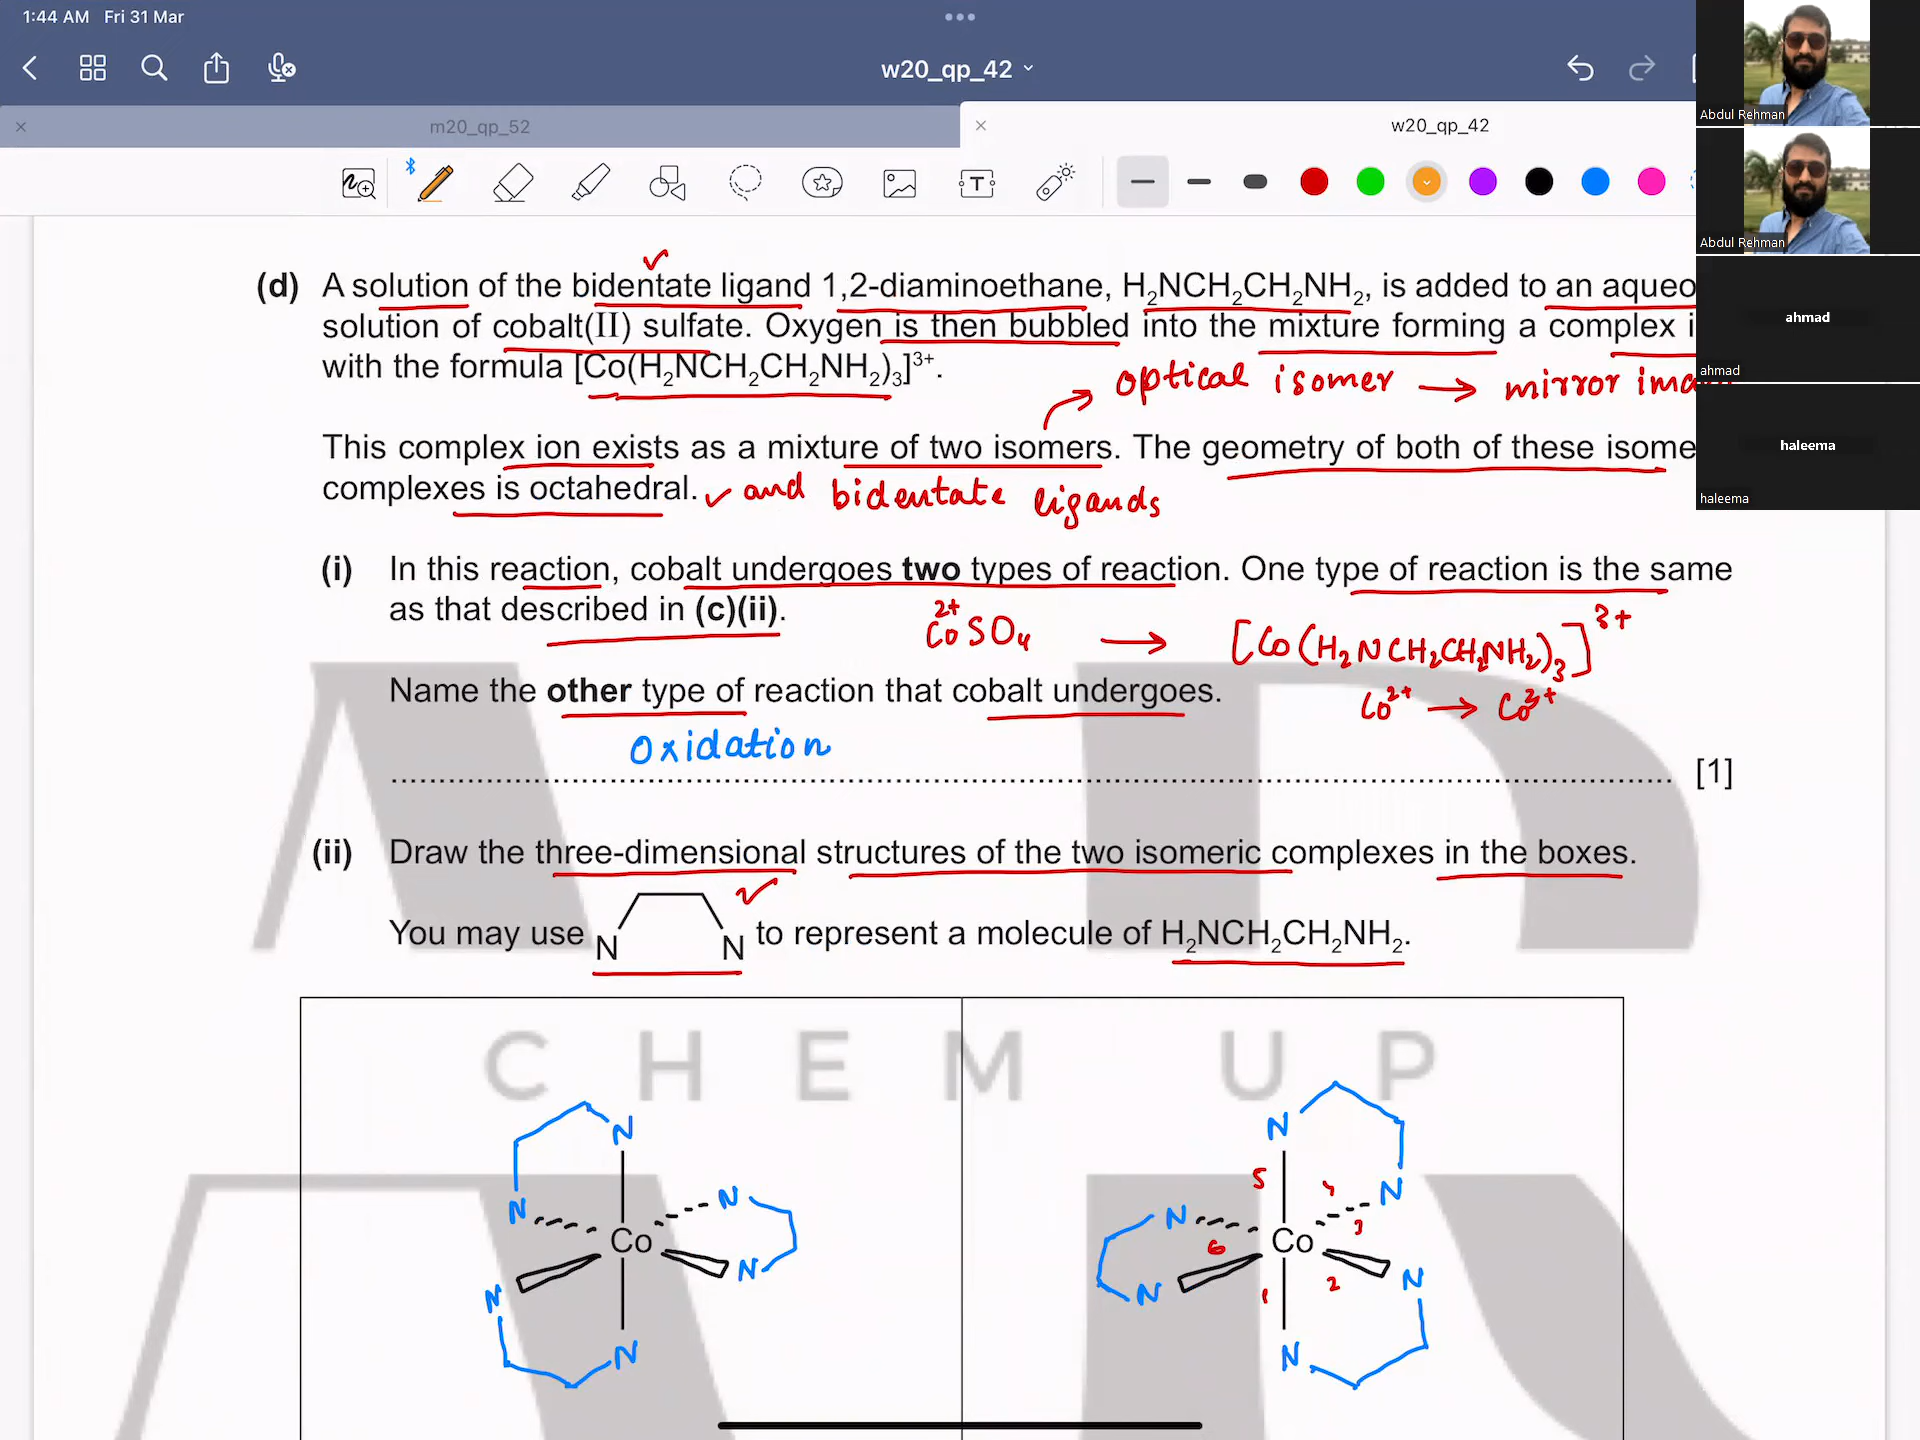 1:44 AM Fri 31 Mar
w20_qp_42
m20_qp_52
w20_qp_42
Abdul Rehman
Abdul Rehman
ahmad
ahmad
haleema
haleema
(d) A solution of the bidentate ligand 1,2-diaminoethane, H₂NCH₂CH₂NH₂, is added to an aqueo
solution of cobalt(II) sulfate. Oxygen is then bubbled into the mixture forming a complex i
with the formula [Co(H₂NCH₂CH₂NH₂)₃]³⁺.
optical isomer → mirror ima
This complex ion exists as a mixture of two isomers. The geometry of both of these isome
complexes is octahedral. ✓ and bidentate ligands
(i) In this reaction, cobalt undergoes two types of reaction. One type of reaction is the same
as that described in (c)(ii).
2+
CoSO₄ → [Co(H₂NCH₂CH₂NH₂)₃]³⁺
Name the other type of reaction that cobalt undergoes.
Co²⁺ → Co³⁺
Oxidation
[1]
(ii) Draw the three-dimensional structures of the two isomeric complexes in the boxes.
You may use N N to represent a molecule of H₂NCH₂CH₂NH₂.
CHEM UP
N
N
N
Co
N
N
N
N
N
N
Co
N
N
N
5
4
3
6
2
1